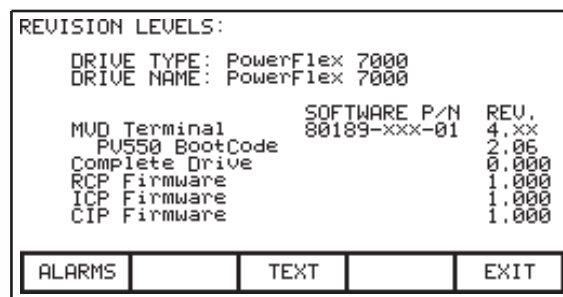 REVISION LEVELS:
DRIVE TYPE: PowerFlex 7000
DRIVE NAME: PowerFlex 7000
SOFTWARE P/N REV.
MVD Terminal 80189-xxx-01 4.xx
PV550 BootCode 2.06
Complete Drive 0.000
RCP Firmware 1.000
ICP Firmware 1.000
CIP Firmware 1.000
ALARMS TEXT EXIT